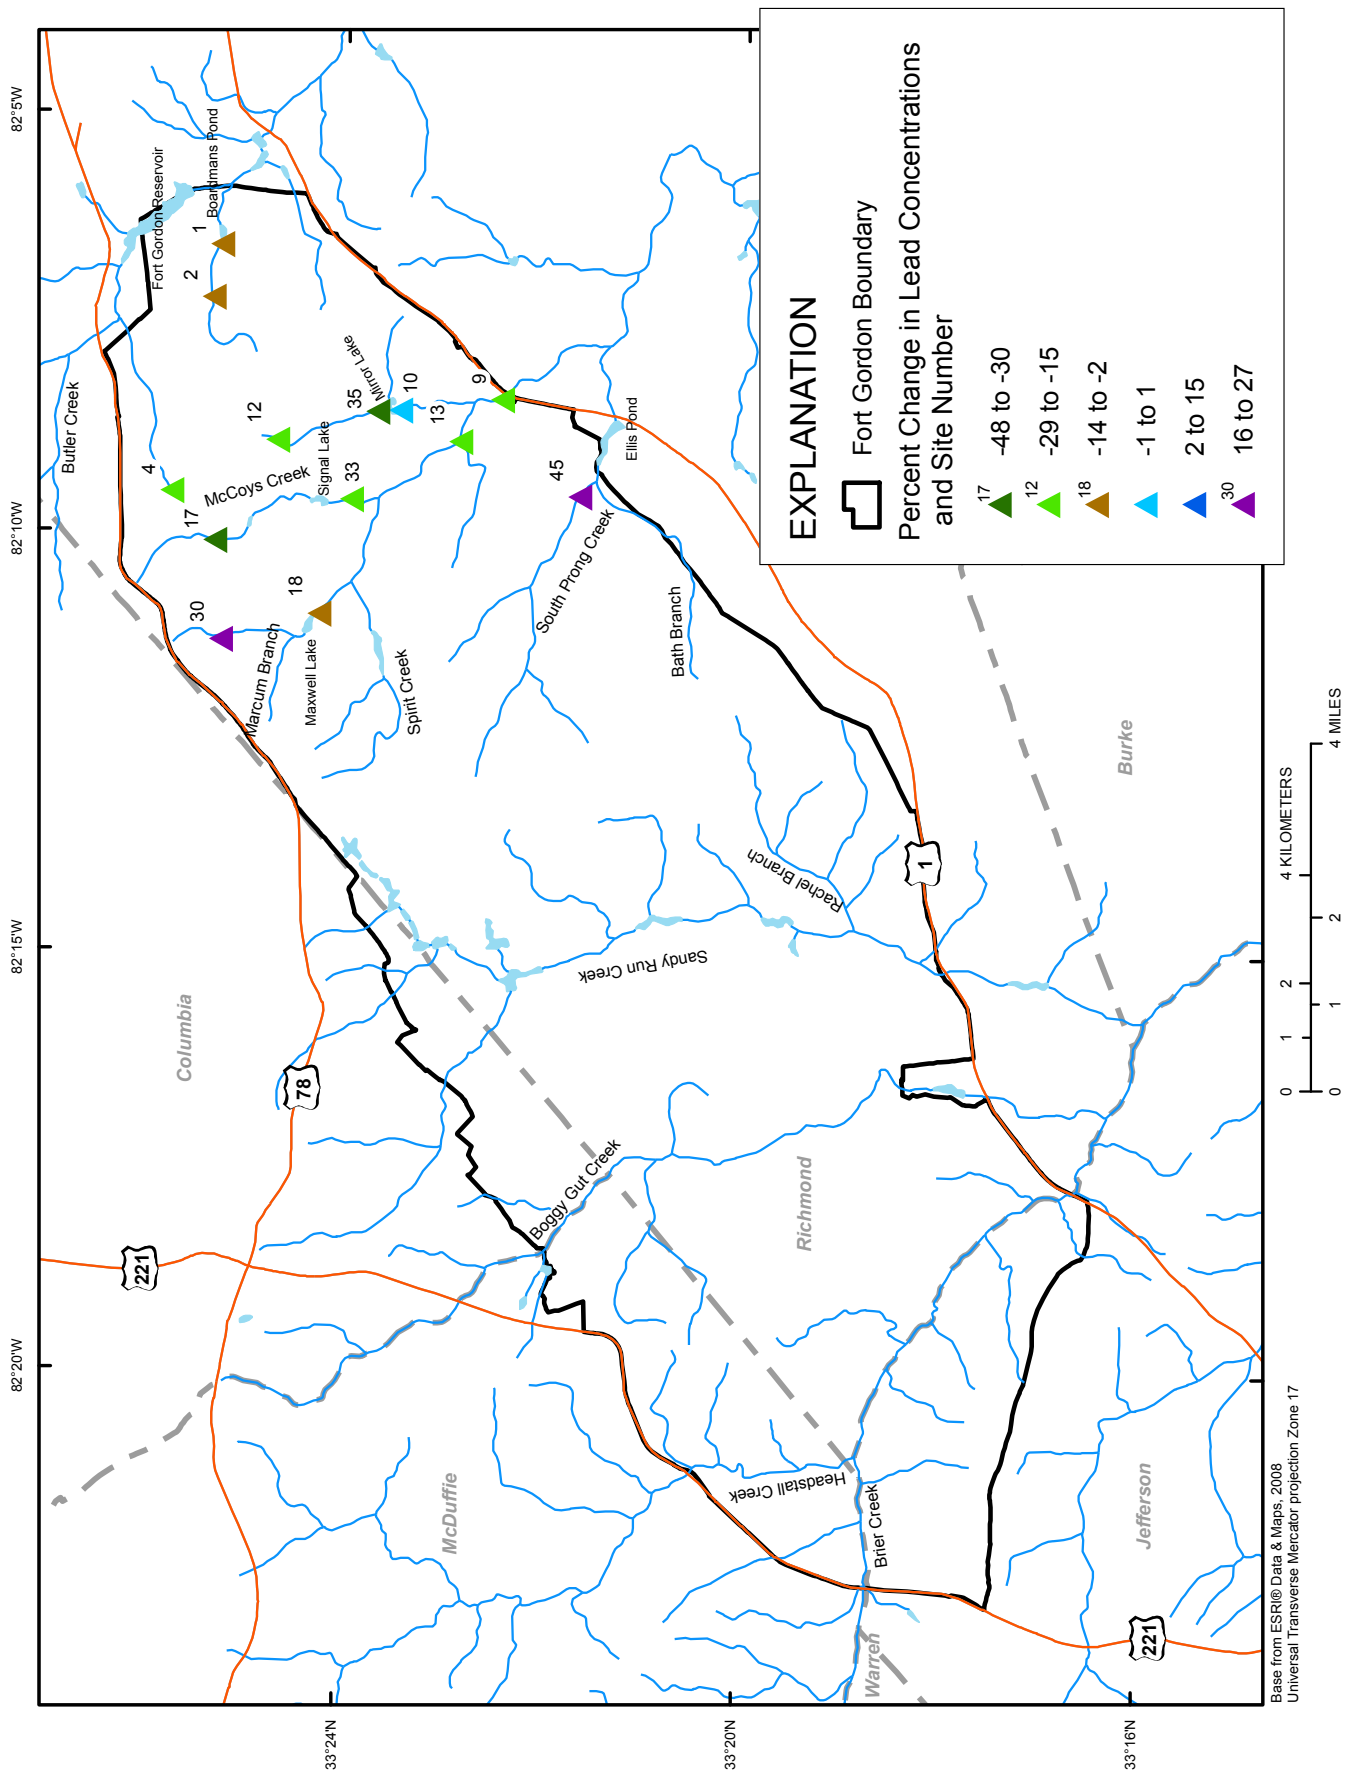 82°20'W
82°15'W
82°10'W
82°5'W
33°24'N
33°20'N
33°16'N
Columbia
McDuffie
Warren
Richmond
Jefferson
Burke
221
78
221
1
Butler Creek
Fort Gordon Reservoir
Boardmans Pond
McCoys Creek
Signal Lake
Mirror Lake
Marcum Branch
Maxwell Lake
Spirit Creek
South Prong Creek
Ellis Pond
Bath Branch
Rachel Branch
Sandy Run Creek
Boggy Gut Creek
Headstall Creek
Brier Creek
30
17
4
2
1
12
18
33
35
10
13
9
45
EXPLANATION
Fort Gordon Boundary
Percent Change in Lead Concentrations
and Site Number
17 -48 to -30
12 -29 to -15
18 -14 to -2
-1 to 1
2 to 15
30 16 to 27
0 1 2 4 KILOMETERS
0 1 2 4 MILES
Base from ESRI® Data & Maps, 2008
Universal Transverse Mercator projection Zone 17